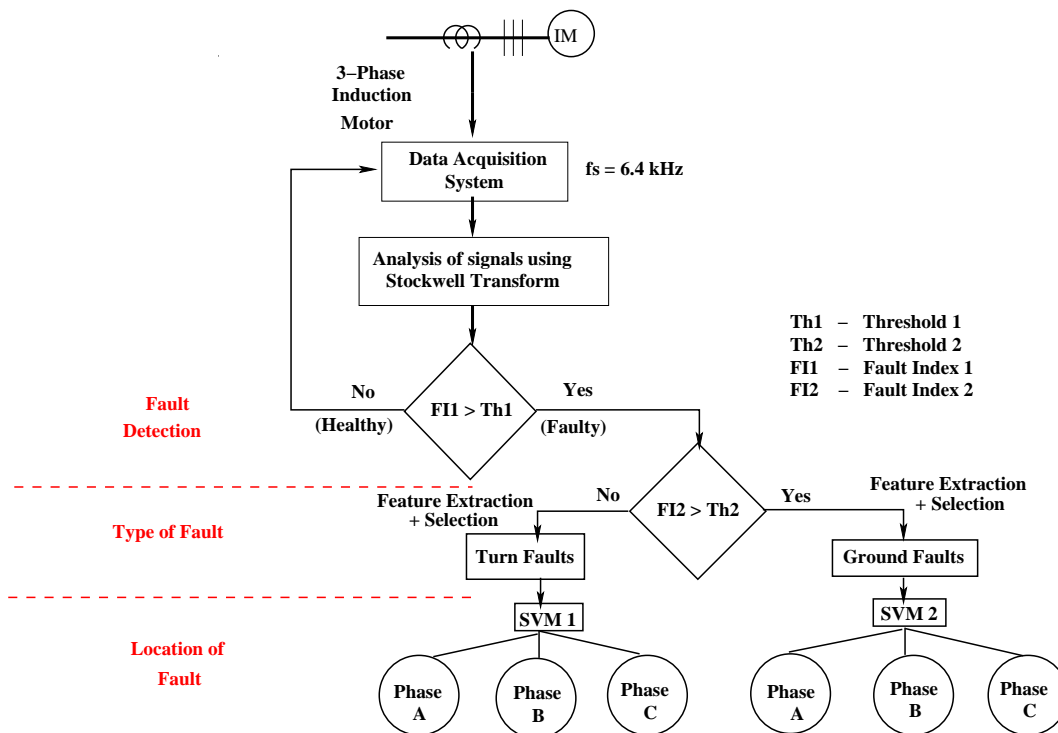 IM
3−Phase
Induction
Motor
Data Acquisition
System
fs = 6.4 kHz
Analysis of signals using
Stockwell Transform
Th1 − Threshold 1
Th2 − Threshold 2
FI1 − Fault Index 1
FI2 − Fault Index 2
No
(Healthy)
FI1 > Th1
Yes
(Faulty)
Fault
Detection
Feature Extraction
+ Selection
No
FI2 > Th2
Yes
Feature Extraction
+ Selection
Type of Fault
Turn Faults
Ground Faults
SVM 1
SVM 2
Location of
Fault
Phase
A
Phase
B
Phase
C
Phase
A
Phase
B
Phase
C